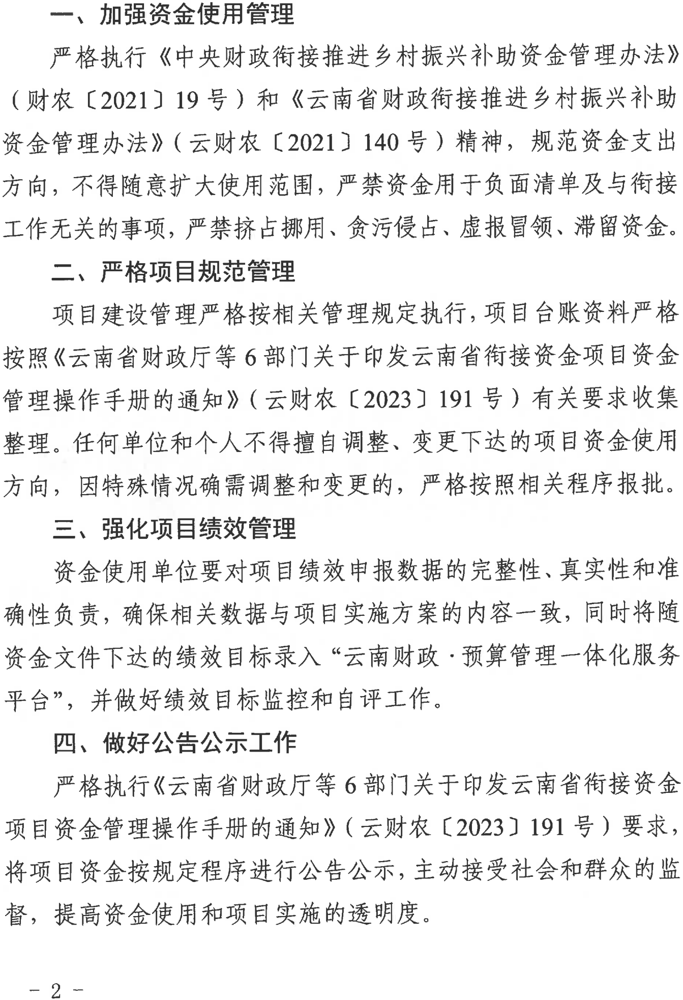 一、加强资金使用管理
严格执行《中央财政衔接推进乡村振兴补助资金管理办法》
（财农〔2021〕19 号）和《云南省财政衔接推进乡村振兴补助
资金管理办法》（云财农〔2021〕140 号）精神，规范资金支出
方向，不得随意扩大使用范围，严禁资金用于负面清单及与衔接
工作无关的事项，严禁挤占挪用、贪污侵占、虚报冒领、滞留资金。
二、严格项目规范管理
项目建设管理严格按相关管理规定执行，项目台账资料严格
按照《云南省财政厅等 6 部门关于印发云南省衔接资金项目资金
管理操作手册的通知》（云财农〔2023〕191 号）有关要求收集
整理。任何单位和个人不得擅自调整、变更下达的项目资金使用
方向，因特殊情况确需调整和变更的，严格按照相关程序报批。
三、强化项目绩效管理
资金使用单位要对项目绩效申报数据的完整性、真实性和准
确性负责，确保相关数据与项目实施方案的内容一致，同时将随
资金文件下达的绩效目标录入“云南财政·预算管理一体化服务
平台”，并做好绩效目标监控和自评工作。
四、做好公告公示工作
严格执行《云南省财政厅等 6 部门关于印发云南省衔接资金
项目资金管理操作手册的通知》（云财农〔2023〕191 号）要求，
将项目资金按规定程序进行公告公示，主动接受社会和群众的监
督，提高资金使用和项目实施的透明度。
- 2 -